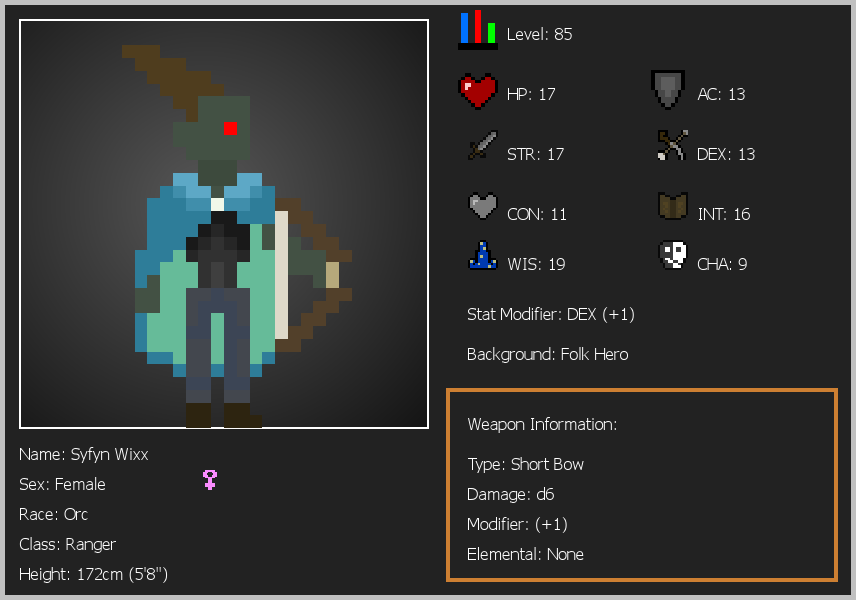 Level: 85
HP: 17
AC: 13
STR: 17
DEX: 13
CON: 11
INT: 16
WIS: 19
CHA: 9
Stat Modifier: DEX (+1)
Background: Folk Hero
Weapon Information:
Type: Short Bow
Damage: d6
Modifier: (+1)
Elemental: None
Name: Syfyn Wixx
Sex: Female
Race: Orc
Class: Ranger
Height: 172cm (5'8")